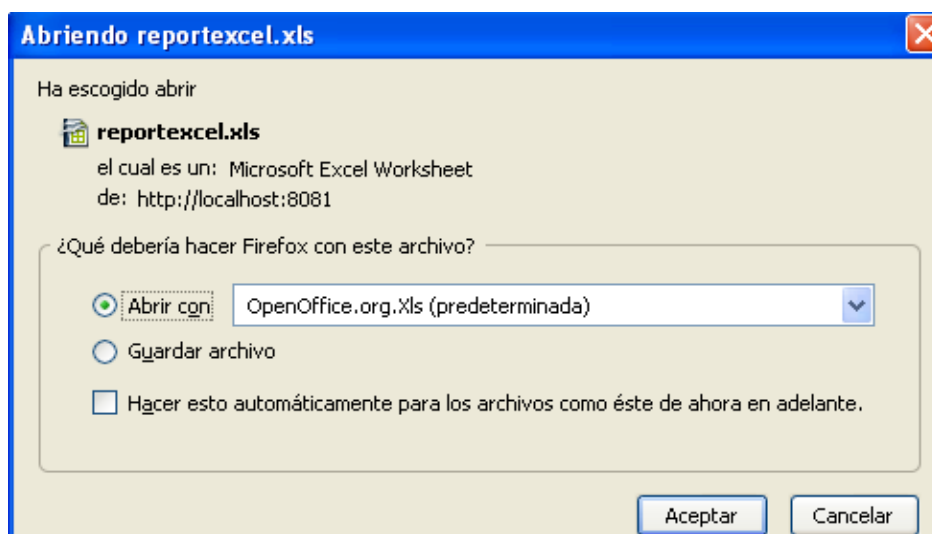 Abriendo reportexcel.xls
Ha escogido abrir
reportexcel.xls
el cual es un: Microsoft Excel Worksheet
de: http://localhost:8081
¿Qué debería hacer Firefox con este archivo?
Abrir con OpenOffice.org.Xls (predeterminada)
Guardar archivo
Hacer esto automáticamente para los archivos como éste de ahora en adelante.
Aceptar Cancelar